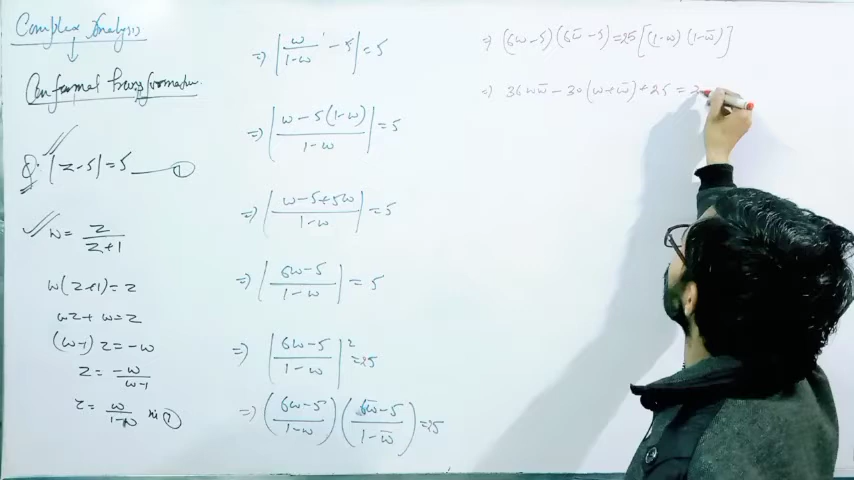 Complex Analysis
↓
Conformal transformation
Q: |z-5|=5 —— ①
w = z/(z+1)
w(z+1)=z
wz+w=z
(w-1) z = -w
z = -w/(w-1)
z = w/(1-w) in ①
⇒ |w/(1-w) - 5| = 5
⇒ |(w-5(1-w))/(1-w)| = 5
⇒ |(w-5+5w)/(1-w)| = 5
⇒ |(6w-5)/(1-w)| = 5
⇒ |(6w-5)/(1-w)|² = 25
⇒ ((6w-5)/(1-w)) ((6w̄-5)/(1-w̄)) = 25
⇒ (6w-5)(6w̄-5)=25[(1-w)(1-w̄)]
⇒ 36ww̄-30(w+w̄)+25=2